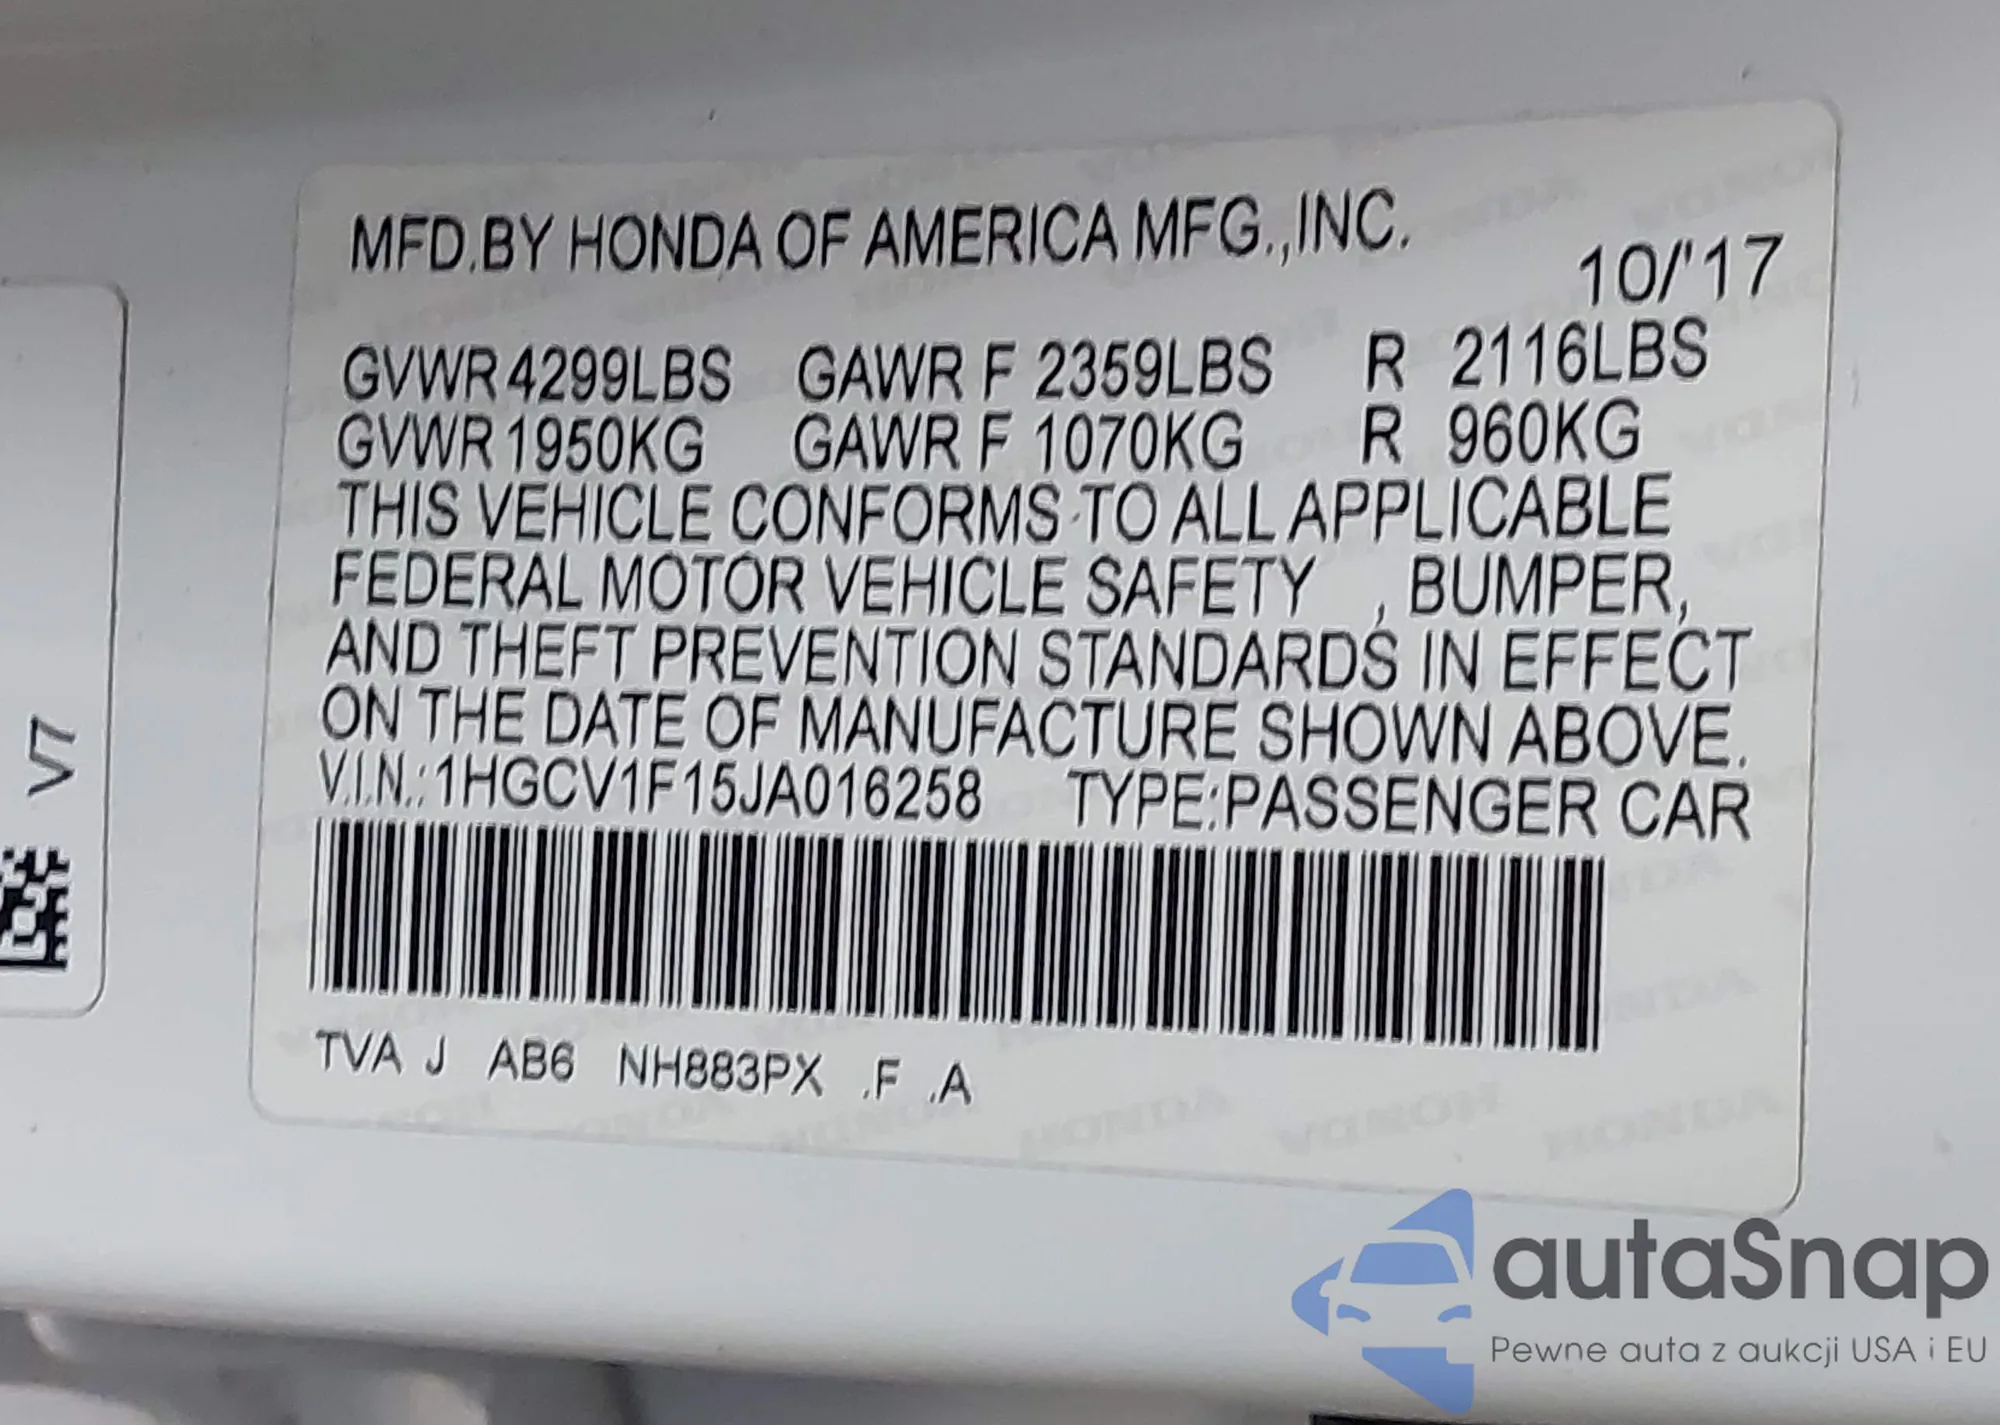 MFD.BY HONDA OF AMERICA MFG.,INC.
10/'17
GVWR 4299LBS GAWR F 2359LBS R 2116LBS
GVWR 1950KG GAWR F 1070KG R 960KG
THIS VEHICLE CONFORMS TO ALL APPLICABLE
FEDERAL MOTOR VEHICLE SAFETY , BUMPER,
AND THEFT PREVENTION STANDARDS IN EFFECT
ON THE DATE OF MANUFACTURE SHOWN ABOVE.
V.I.N.:1HGCV1F15JA016258 TYPE:PASSENGER CAR
TVA J AB6 NH883PX .F .A
V7
autaSnap
Pewne auta z aukcji USA i EU